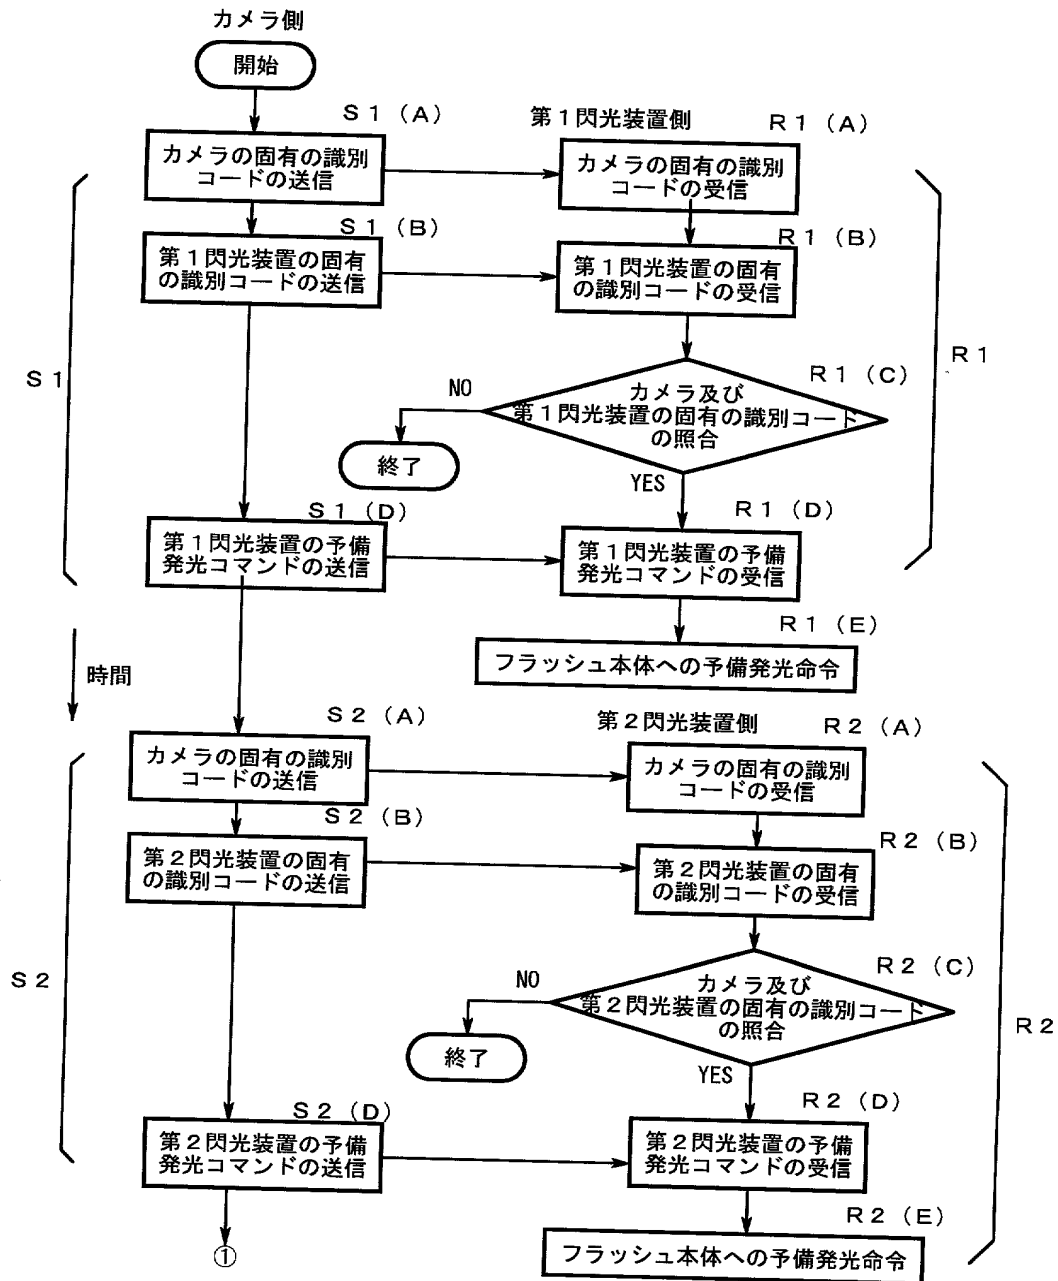 カメラ側
開始
S1(A)
カメラの固有の識別
コードの送信
第1閃光装置側
R1(A)
カメラの固有の識別
コードの受信
S1(B)
第1閃光装置の固有
の識別コードの送信
R1(B)
第1閃光装置の固有
の識別コードの受信
S1
R1
R1(C)
カメラ及び
第1閃光装置の固有の識別コード
の照合
NO
終了
YES
S1(D)
第1閃光装置の予備
発光コマンドの送信
R1(D)
第1閃光装置の予備
発光コマンドの受信
R1(E)
フラッシュ本体への予備発光命令
時間
S2(A)
カメラの固有の識別
コードの送信
第2閃光装置側
R2(A)
カメラの固有の識別
コードの受信
S2(B)
第2閃光装置の固有
の識別コードの送信
R2(B)
第2閃光装置の固有
の識別コードの受信
S2
R2
R2(C)
カメラ及び
第2閃光装置の固有の識別コード
の照合
NO
終了
YES
S2(D)
第2閃光装置の予備
発光コマンドの送信
R2(D)
第2閃光装置の予備
発光コマンドの受信
R2(E)
フラッシュ本体への予備発光命令
①